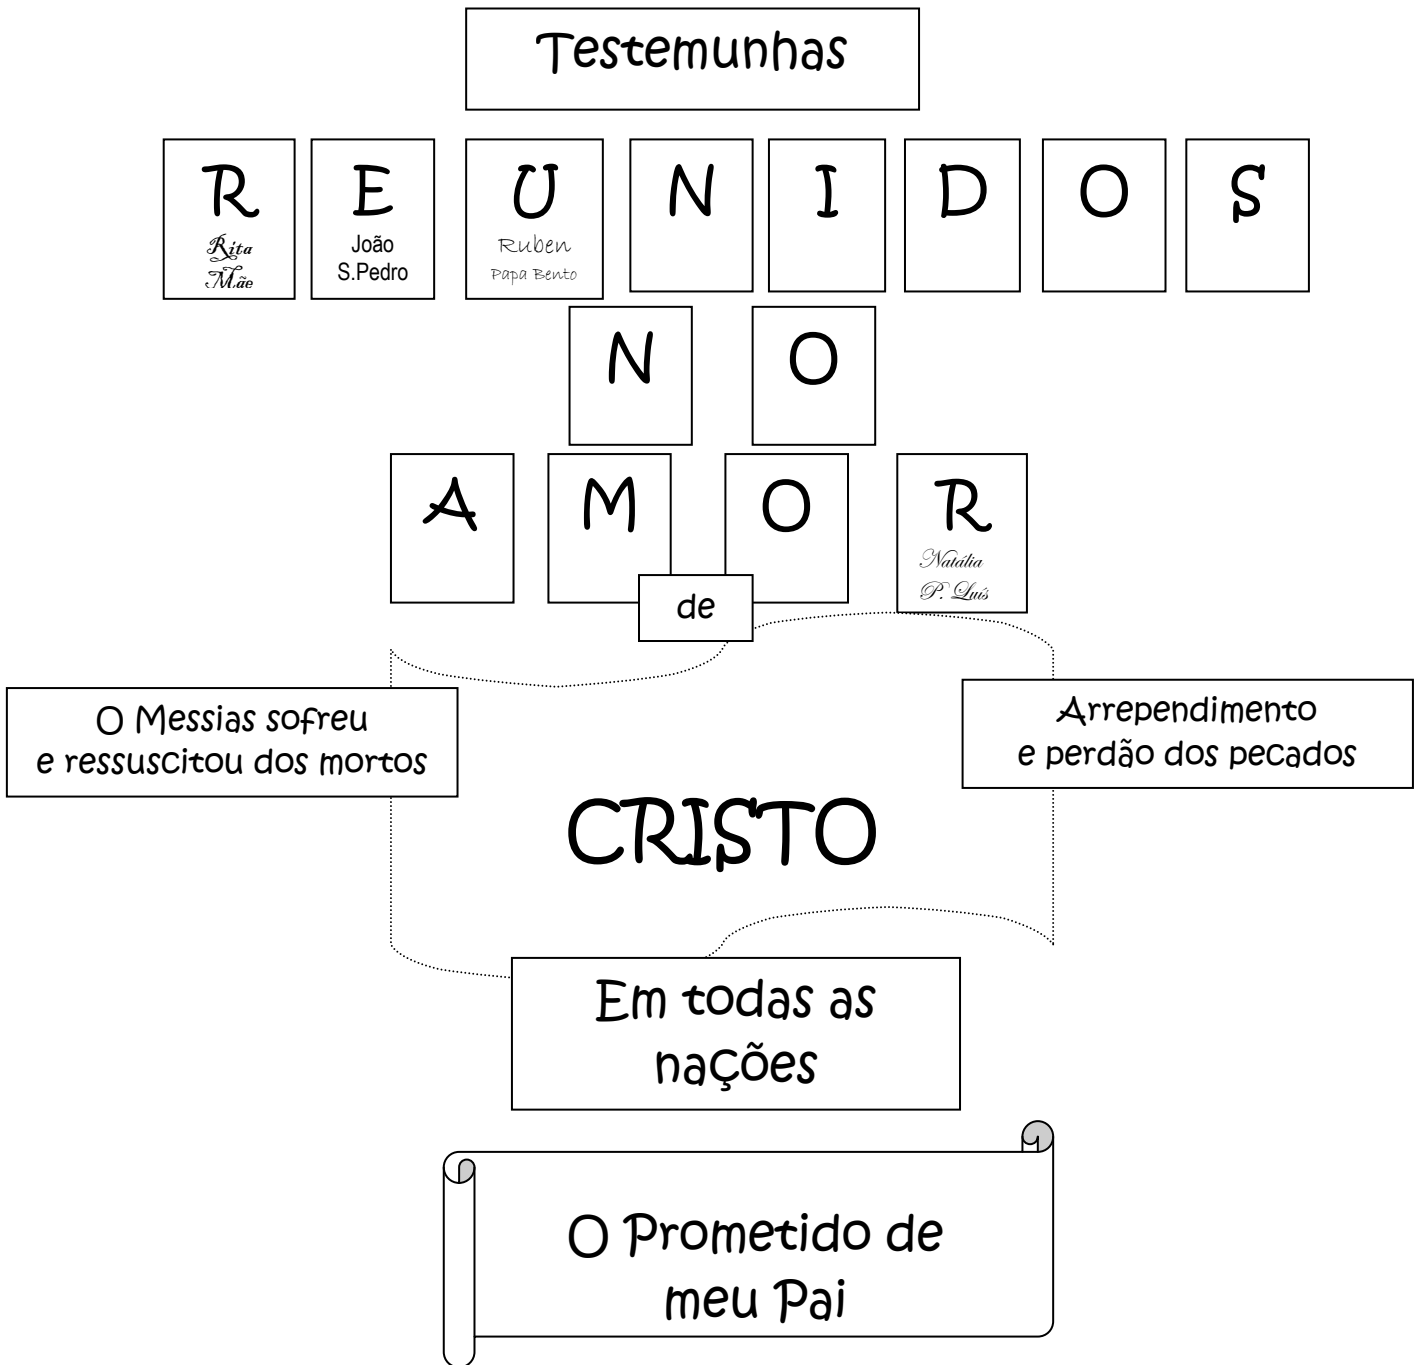 Testemunhas
R E U N I D O S
Rita João Ruben
Mãe S.Pedro Papa Bento
N O
A M O R
Natália
P. Luís
de
O Messias sofreu
e ressuscitou dos mortos
Arrependimento
e perdão dos pecados
CRISTO
Em todas as
nações
O Prometido de
meu Pai